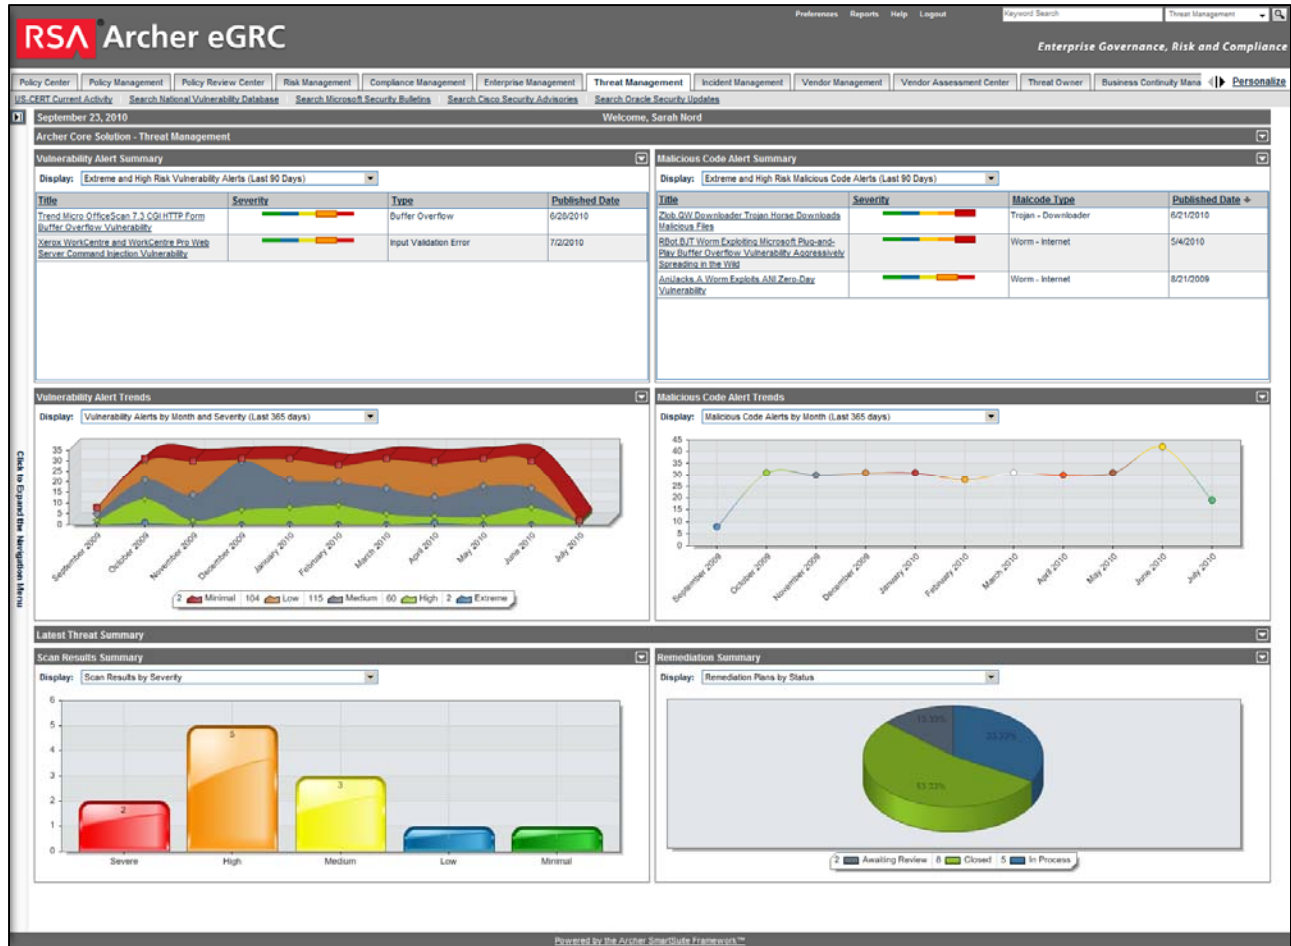 Preferences Reports Help Logout Keyword Search Threat Management
RSA Archer eGRC
Enterprise Governance, Risk and Compliance
Policy Center Policy Management Policy Review Center Risk Management Compliance Management Enterprise Management Threat Management Incident Management Vendor Management Vendor Assessment Center Threat Owner Business Continuity Mana Personalize
US-CERT Current Activity Search National Vulnerability Database Search Microsoft Security Bulletins Search Cisco Security Advisories Search Oracle Security Updates
September 23, 2010 Welcome, Sarah Nord
Archer Core Solution - Threat Management
Vulnerability Alert Summary
Display: Extreme and High Risk Vulnerability Alerts (Last 90 Days)
Title Severity Type Published Date
Trend Micro OfficeScan 7.3 CGI HTTP Form Buffer Overflow 6/28/2010
Buffer Overflow Vulnerability
Xerox WorkCentre and WorkCentre Pro Web Input Validation Error 7/2/2010
Server Command Injection Vulnerability
Malicious Code Alert Summary
Display: Extreme and High Risk Malicious Code Alerts (Last 90 Days)
Title Severity Malcode Type Published Date
Zlob.QW Downloader Trojan Horse Downloads Trojan - Downloader 6/21/2010
Malicious Files
RBot.BJT Worm Exploiting Microsoft Plug-and- Worm - Internet 5/4/2010
Play Buffer Overflow Vulnerability Aggressively
Spreading in the Wild
AniJacks.A Worm Exploits ANI Zero-Day Worm - Internet 8/21/2009
Vulnerability
Click to Expand the Navigation Menu
Vulnerability Alert Trends
Display: Vulnerability Alerts by Month and Severity (Last 365 days)
35
30
25
20
15
10
5
0
September 2009 October 2009 November 2009 December 2009 January 2010 February 2010 March 2010 April 2010 May 2010 June 2010 July 2010
2 Minimal 104 Low 115 Medium 60 High 2 Extreme
Malicious Code Alert Trends
Display: Malicious Code Alerts by Month (Last 365 days)
45
40
35
30
25
20
15
10
5
0
September 2009 October 2009 November 2009 December 2009 January 2010 February 2010 March 2010 April 2010 May 2010 June 2010 July 2010
Latest Threat Summary
Scan Results Summary
Display: Scan Results by Severity
6
5
4
3
2
1
0
2
5
3
Severe High Medium Low Minimal
Remediation Summary
Display: Remediation Plans by Status
13.33%
33.33%
53.33%
2 Awaiting Review 8 Closed 5 In Process
Powered by the Archer SmartSuite Framework™